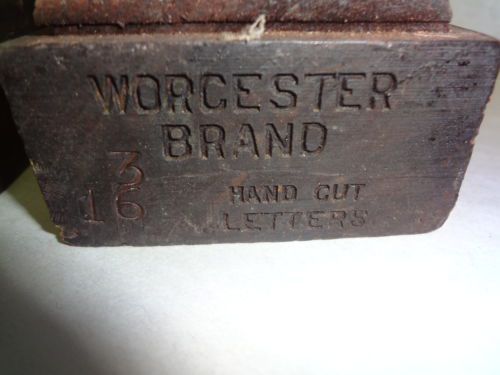 WORCESTER
BRAND
3
16
HAND CUT
LETTERS